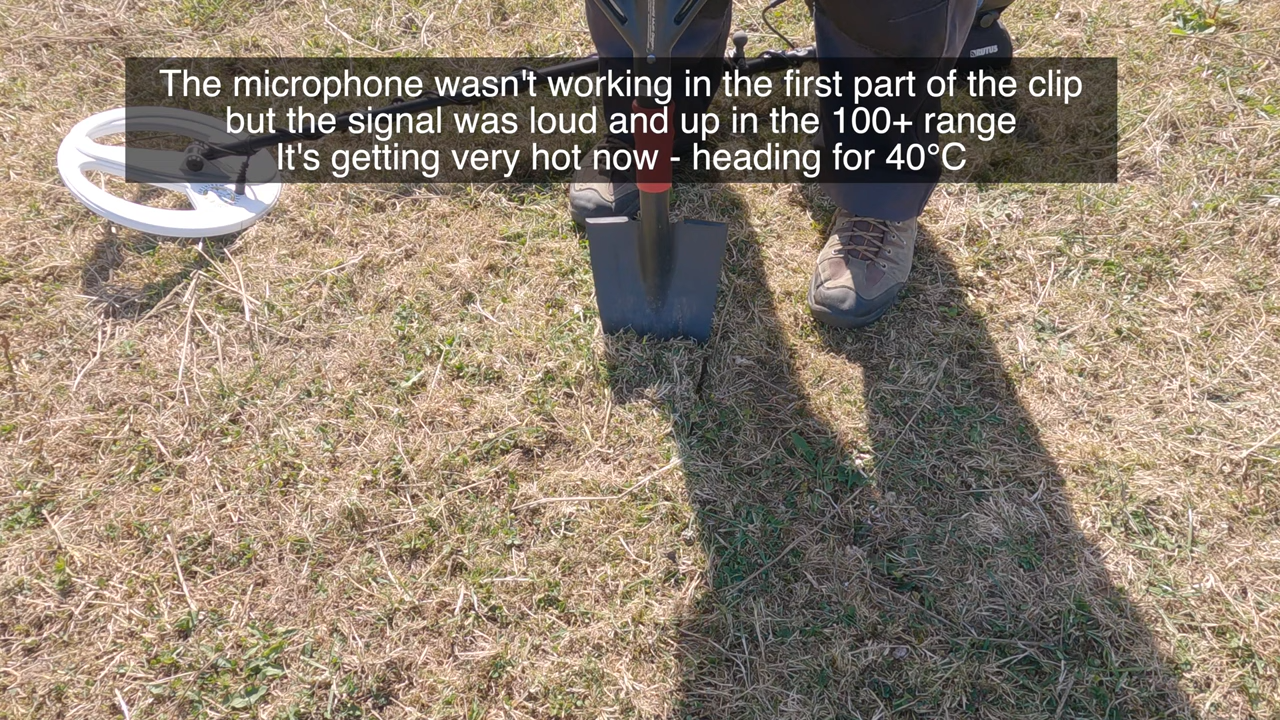 RUTUS
The microphone wasn't working in the first part of the clip
but the signal was loud and up in the 100+ range
It's getting very hot now - heading for 40°C